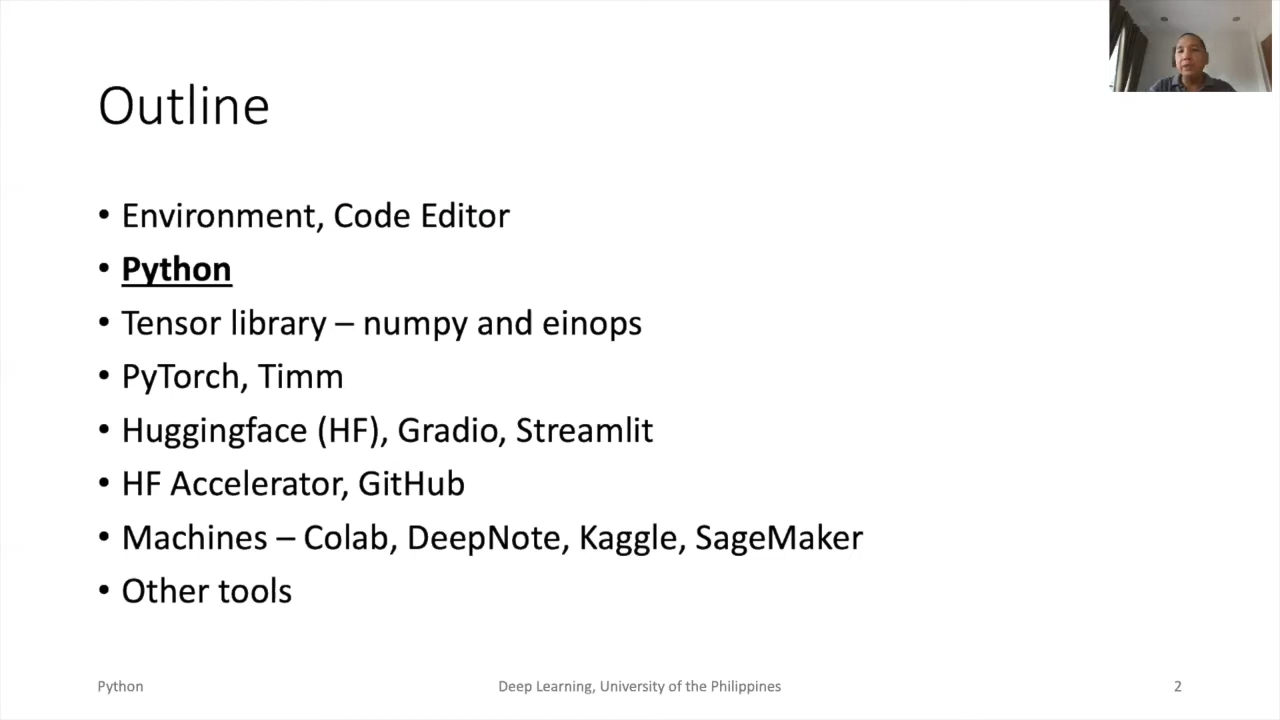 Outline
• Environment, Code Editor
• Python
• Tensor library – numpy and einops
• PyTorch, Timm
• Huggingface (HF), Gradio, Streamlit
• HF Accelerator, GitHub
• Machines – Colab, DeepNote, Kaggle, SageMaker
• Other tools
Python
Deep Learning, University of the Philippines
2